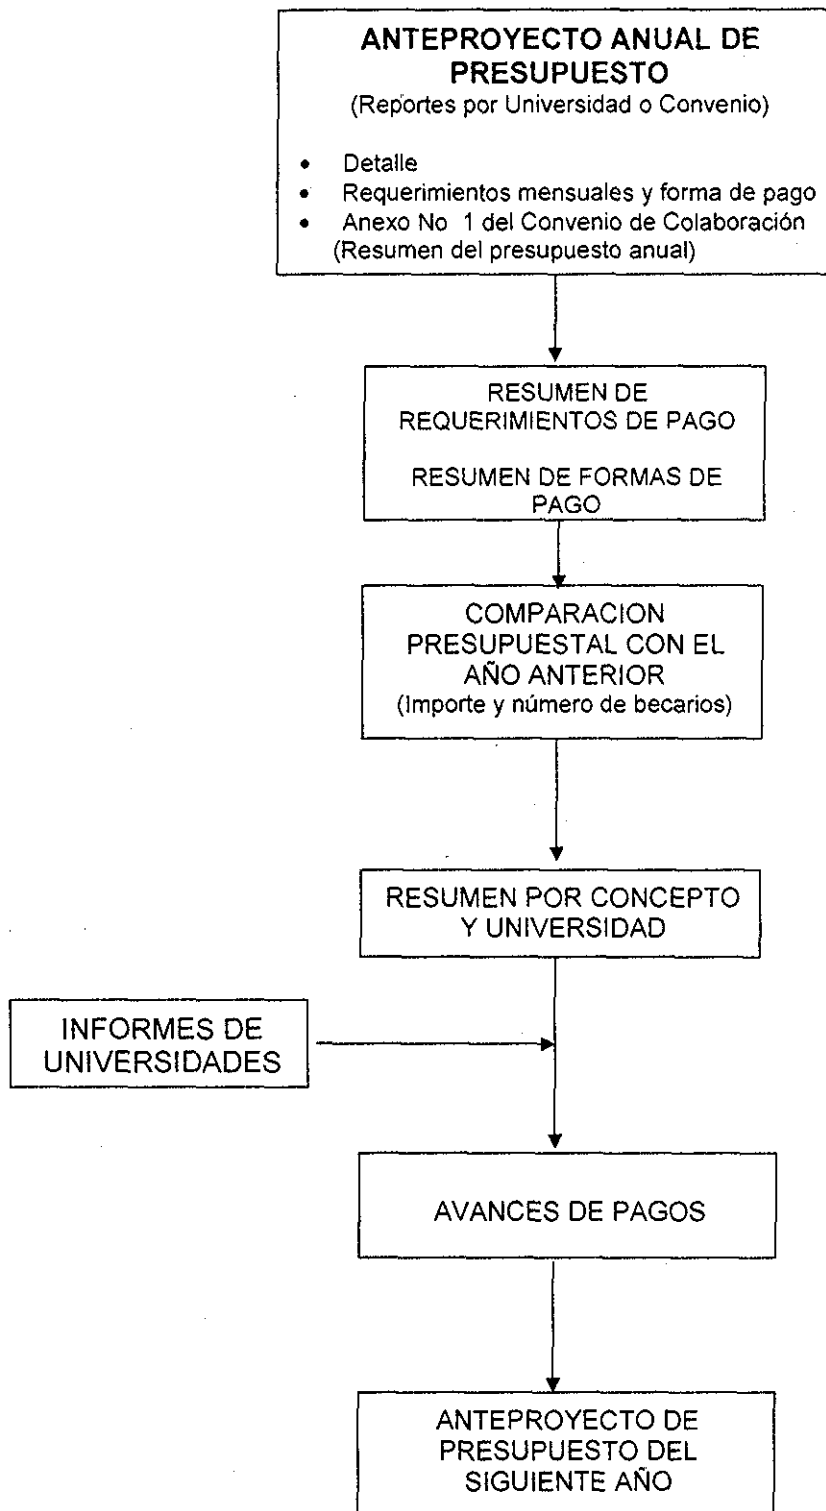 ANTEPROYECTO ANUAL DE
PRESUPUESTO
(Reportes por Universidad o Convenio)
• Detalle
• Requerimientos mensuales y forma de pago
• Anexo No 1 del Convenio de Colaboración
(Resumen del presupuesto anual)
RESUMEN DE
REQUERIMIENTOS DE PAGO
RESUMEN DE FORMAS DE
PAGO
COMPARACION
PRESUPUESTAL CON EL
AÑO ANTERIOR
(Importe y número de becarios)
RESUMEN POR CONCEPTO
Y UNIVERSIDAD
INFORMES DE
UNIVERSIDADES
AVANCES DE PAGOS
ANTEPROYECTO DE
PRESUPUESTO DEL
SIGUIENTE AÑO